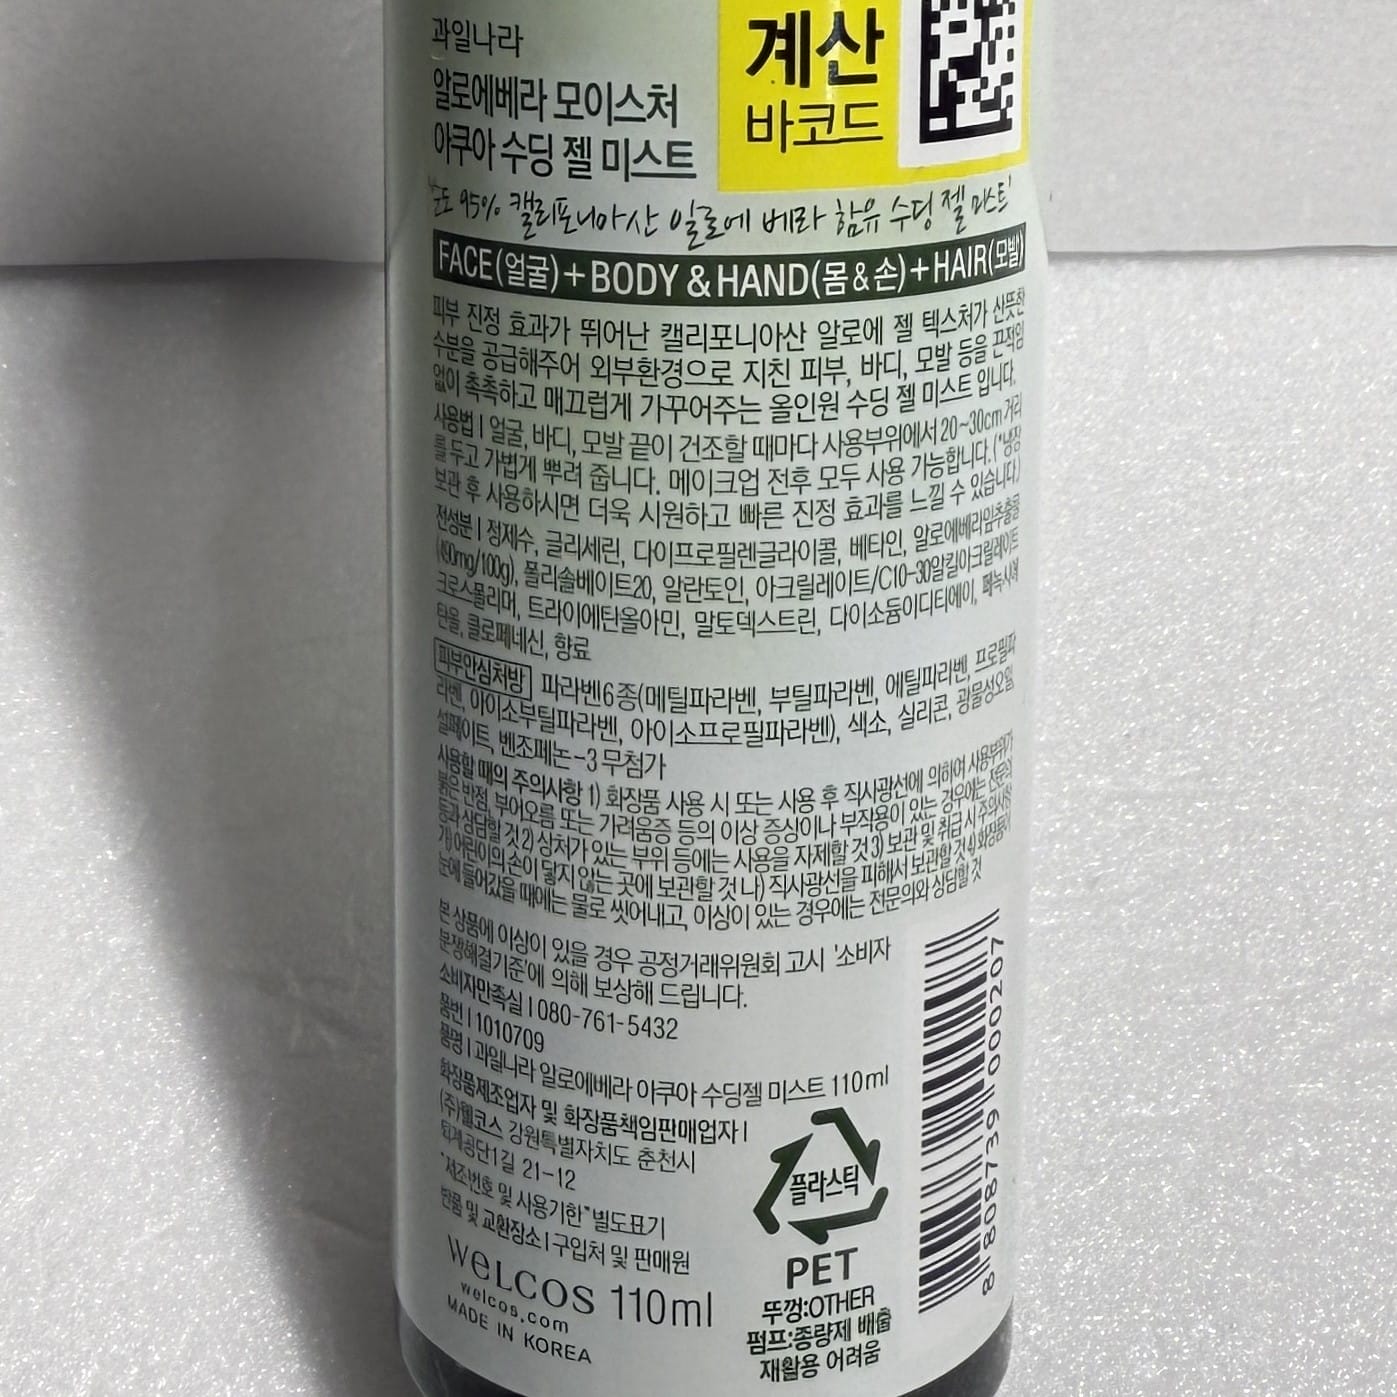 과일나라
알로에베라 모이스처
아쿠아 수딩 젤 미스트
계산
바코드
95% 캘리포니아산 알로에 베라 함유 수딩 젤 미스트'
FACE(얼굴)+BODY & HAND(몸&손)+HAIR(모발)
피부 진정 효과가 뛰어난 캘리포니아산 알로에 젤 텍스처가 산뜻한
수분을 공급해주어 외부환경으로 지친 피부, 바디, 모발 등을 끈적임
없이 촉촉하고 매끄럽게 가꾸어주는 올인원 수딩 젤 미스트 입니다.
사용법 | 얼굴, 바디, 모발 끝이 건조할 때마다 사용부위에서 20~30cm 거리
를 두고 가볍게 뿌려 줍니다. 메이크업 전후 모두 사용 가능합니다.(*냉장
보관 후 사용하시면 더욱 시원하고 빠른 진정 효과를 느낄 수 있습니다.)
전성분 | 정제수, 글리세린, 다이프로필렌글라이콜, 베타인, 알로에베라잎추출물
(490mg/100g), 폴리솔베이트20, 알란토인, 아크릴레이트/C10-30알킬아크릴레이트
크로스폴리머, 트라이에탄올아민, 말토덱스트린, 다이소듐이디티에이, 페녹시에
탄올, 클로페네신, 향료
피부안심처방 파라벤6종(메틸파라벤, 부틸파라벤, 에틸파라벤, 프로필파
라벤, 아이소부틸파라벤, 아이소프로필파라벤), 색소, 실리콘, 광물성오일,
설페이트, 벤조페논-3 무첨가
사용할 때의 주의사항 1) 화장품 사용 시 또는 사용 후 직사광선에 의하여 사용부위가
붉은 반점, 부어오름 또는 가려움증 등의 이상 증상이나 부작용이 있는 경우에는 전문의
등과 상담할 것 2) 상처가 있는 부위 등에는 사용을 자제할 것 3) 보관 및 취급 시 주의사항
가) 어린이의 손이 닿지 않는 곳에 보관할 것 나) 직사광선을 피해서 보관할 것 4) 화장품이
눈에 들어갔을 때에는 물로 씻어내고, 이상이 있는 경우에는 전문의와 상담할 것
본 상품에 이상이 있을 경우 공정거래위원회 고시 '소비자
분쟁해결기준'에 의해 보상해 드립니다.
소비자만족실 | 080-761-5432
품번 | 1010709
품명 | 과일나라 알로에베라 아쿠아 수딩젤 미스트 110ml
화장품제조업자 및 화장품책임판매업자 |
(주)웰코스 강원특별자치도 춘천시
퇴계공단1길 21-12
"제조번호 및 사용기한" 별도표기
반품 및 교환장소 | 구입처 및 판매원
WELCOS 110ml
welcos.com
MADE IN KOREA
플라스틱
PET
뚜껑:OTHER
펌프:종량제 배출
재활용 어려움
8 808739 000207